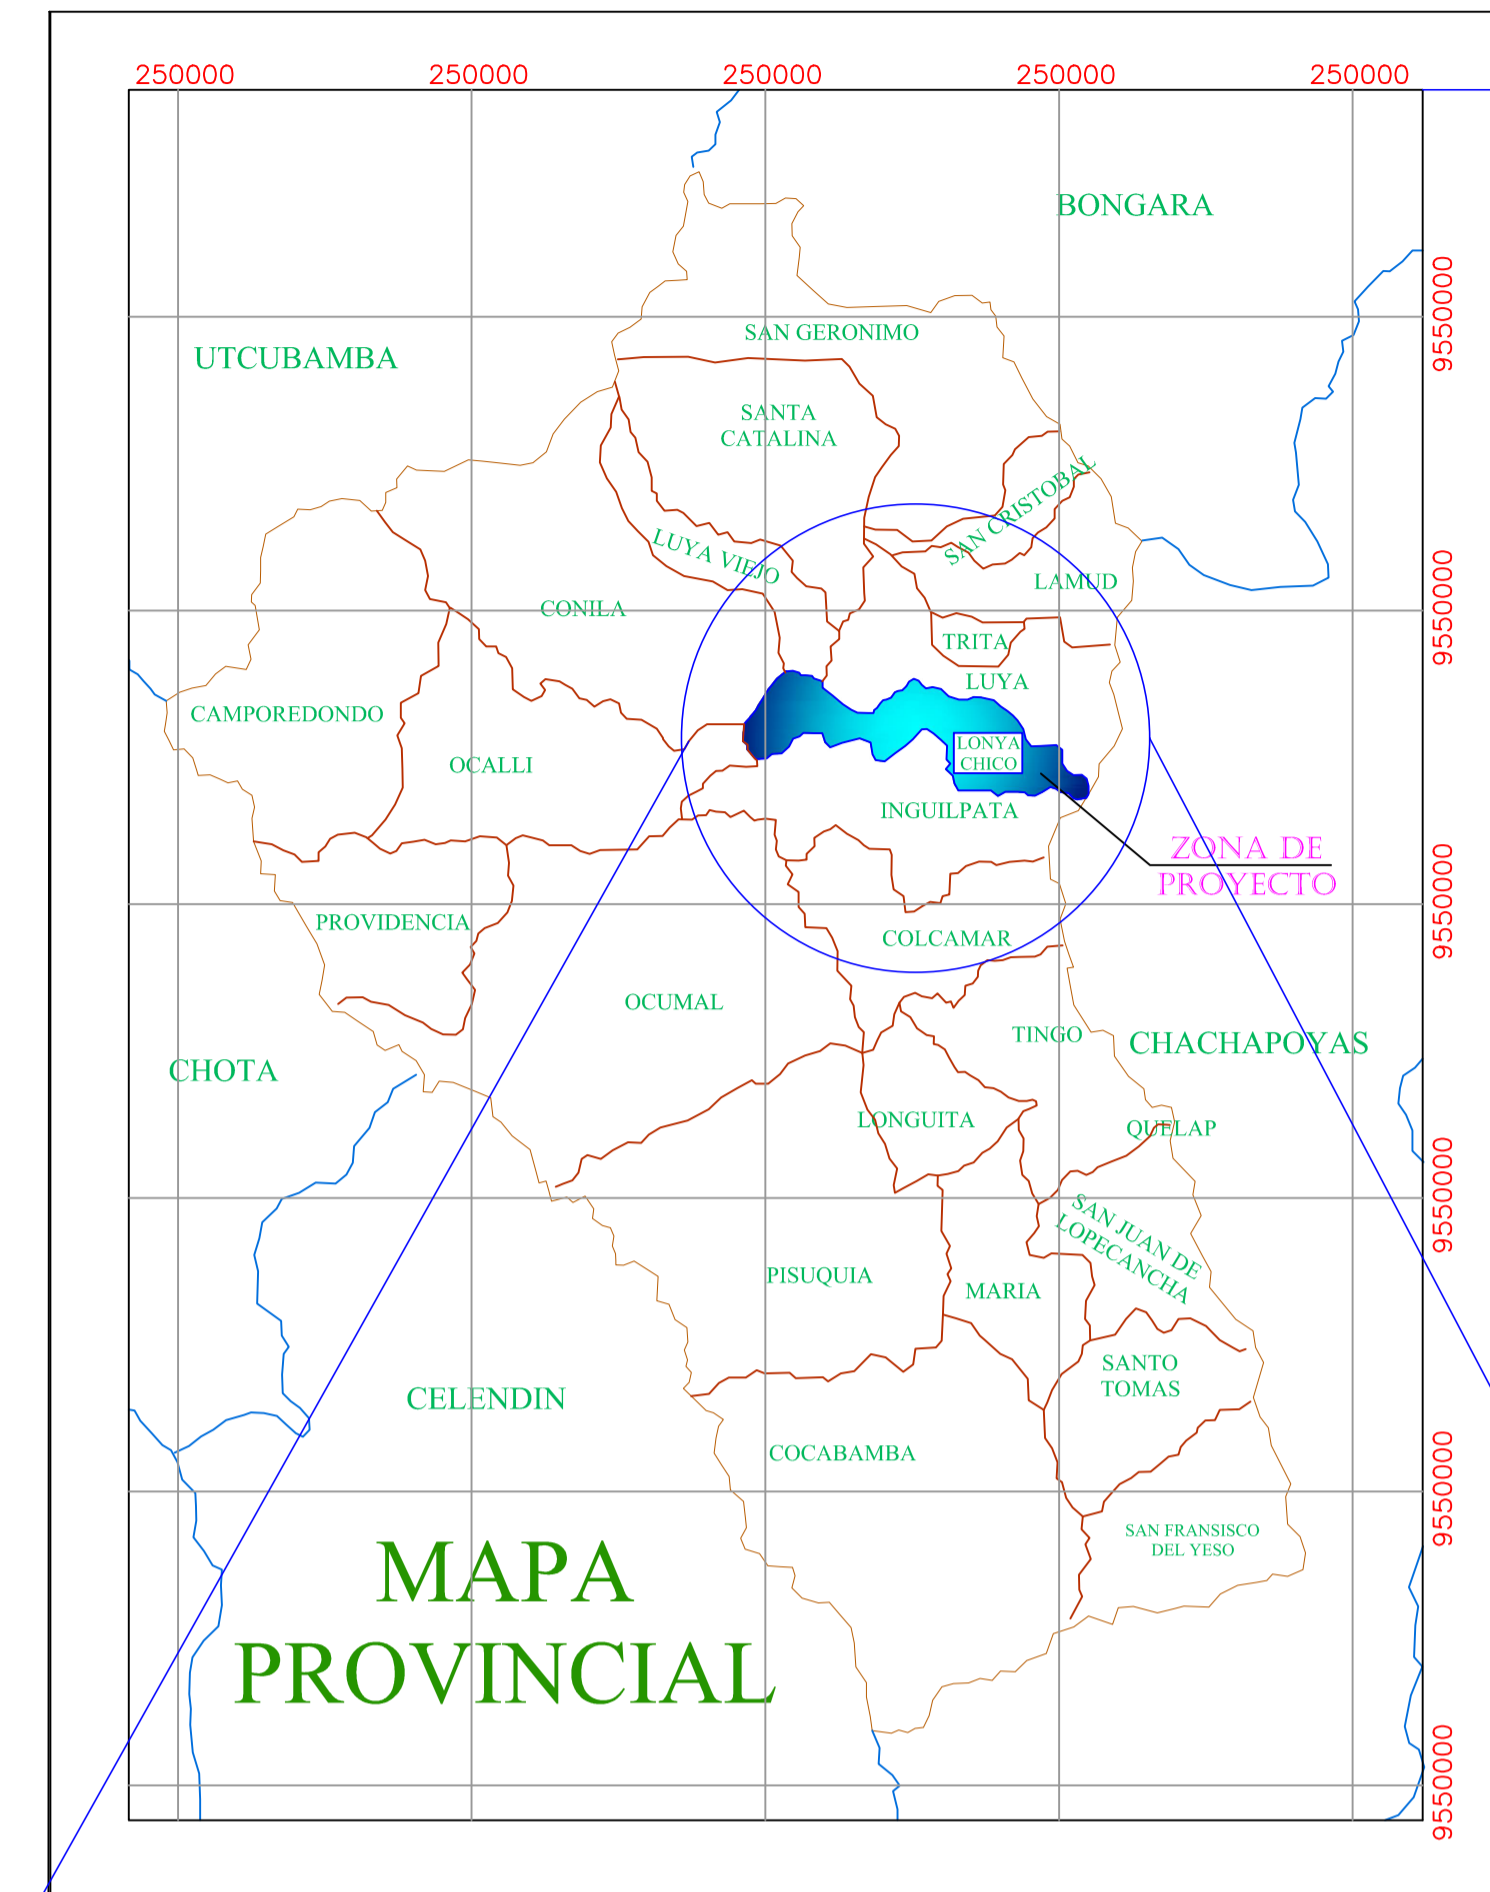 250000 250000 250000 250000 250000
BONGARA
9550000
SAN GERONIMO
UTCUBAMBA
SANTA
CATALINA
SAN CRISTOBAL
LUYA VIEJO
LAMUD
9550000
CONILA
TRITA
LUYA
CAMPOREDONDO
LONYA
CHICO
OCALLI
INGUILPATA
ZONA DE
PROYECTO
9550000
PROVIDENCIA
COLCAMAR
OCUMAL
TINGO
CHACHAPOYAS
CHOTA
LONGUITA
QUELAP
9550000
SAN JUAN DE
LOPECANCHA
PISUQUIA
MARIA
SANTO
TOMAS
CELENDIN
COCABAMBA
9550000
SAN FRANSISCO
DEL YESO
MAPA
PROVINCIAL
9550000